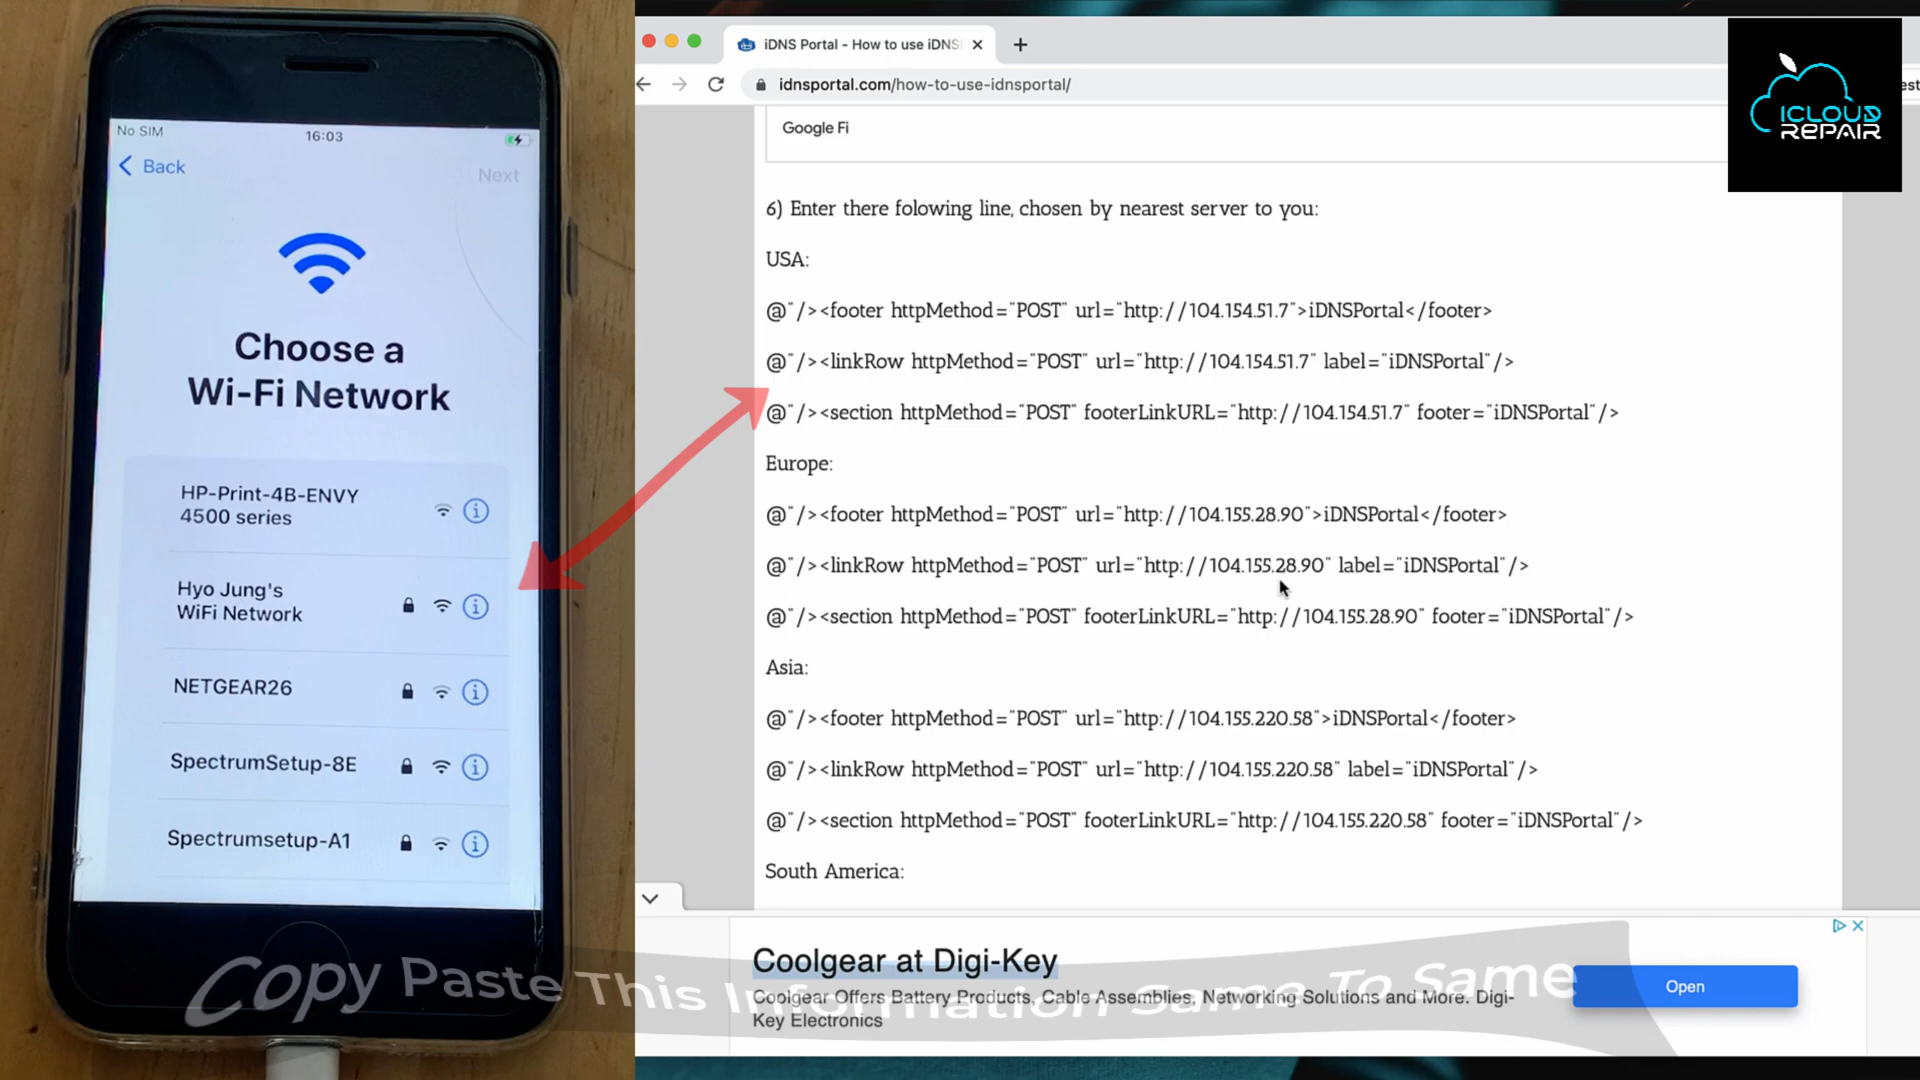 No SIM
16:03
Back
Next
Choose a
Wi-Fi Network
HP-Print-4B-ENVY
4500 series
Hyo Jung's
WiFi Network
NETGEAR26
SpectrumSetup-8E
Spectrumsetup-A1
iDNS Portal - How to use iDNS
idnsportal.com/how-to-use-idnsportal/
est
ICLOUD
REPAIR
Google Fi
6) Enter there folowing line, chosen by nearest server to you:
USA:
@"/><footer httpMethod="POST" url="http://104.154.51.7">iDNSPortal</footer>
@"/><linkRow httpMethod="POST" url="http://104.154.51.7" label="iDNSPortal"/>
@"/><section httpMethod="POST" footerLinkURL="http://104.154.51.7" footer="iDNSPortal"/>
Europe:
@"/><footer httpMethod="POST" url="http://104.155.28.90">iDNSPortal</footer>
@"/><linkRow httpMethod="POST" url="http://104.155.28.90" label="iDNSPortal"/>
@"/><section httpMethod="POST" footerLinkURL="http://104.155.28.90" footer="iDNSPortal"/>
Asia:
@"/><footer httpMethod="POST" url="http://104.155.220.58">iDNSPortal</footer>
@"/><linkRow httpMethod="POST" url="http://104.155.220.58" label="iDNSPortal"/>
@"/><section httpMethod="POST" footerLinkURL="http://104.155.220.58" footer="iDNSPortal"/>
South America:
Coolgear at Digi-Key
Coolgear Offers Battery Products, Cable Assemblies, Networking Solutions and More. Digi-
Key Electronics
Open
Copy Paste This Information Same To Same